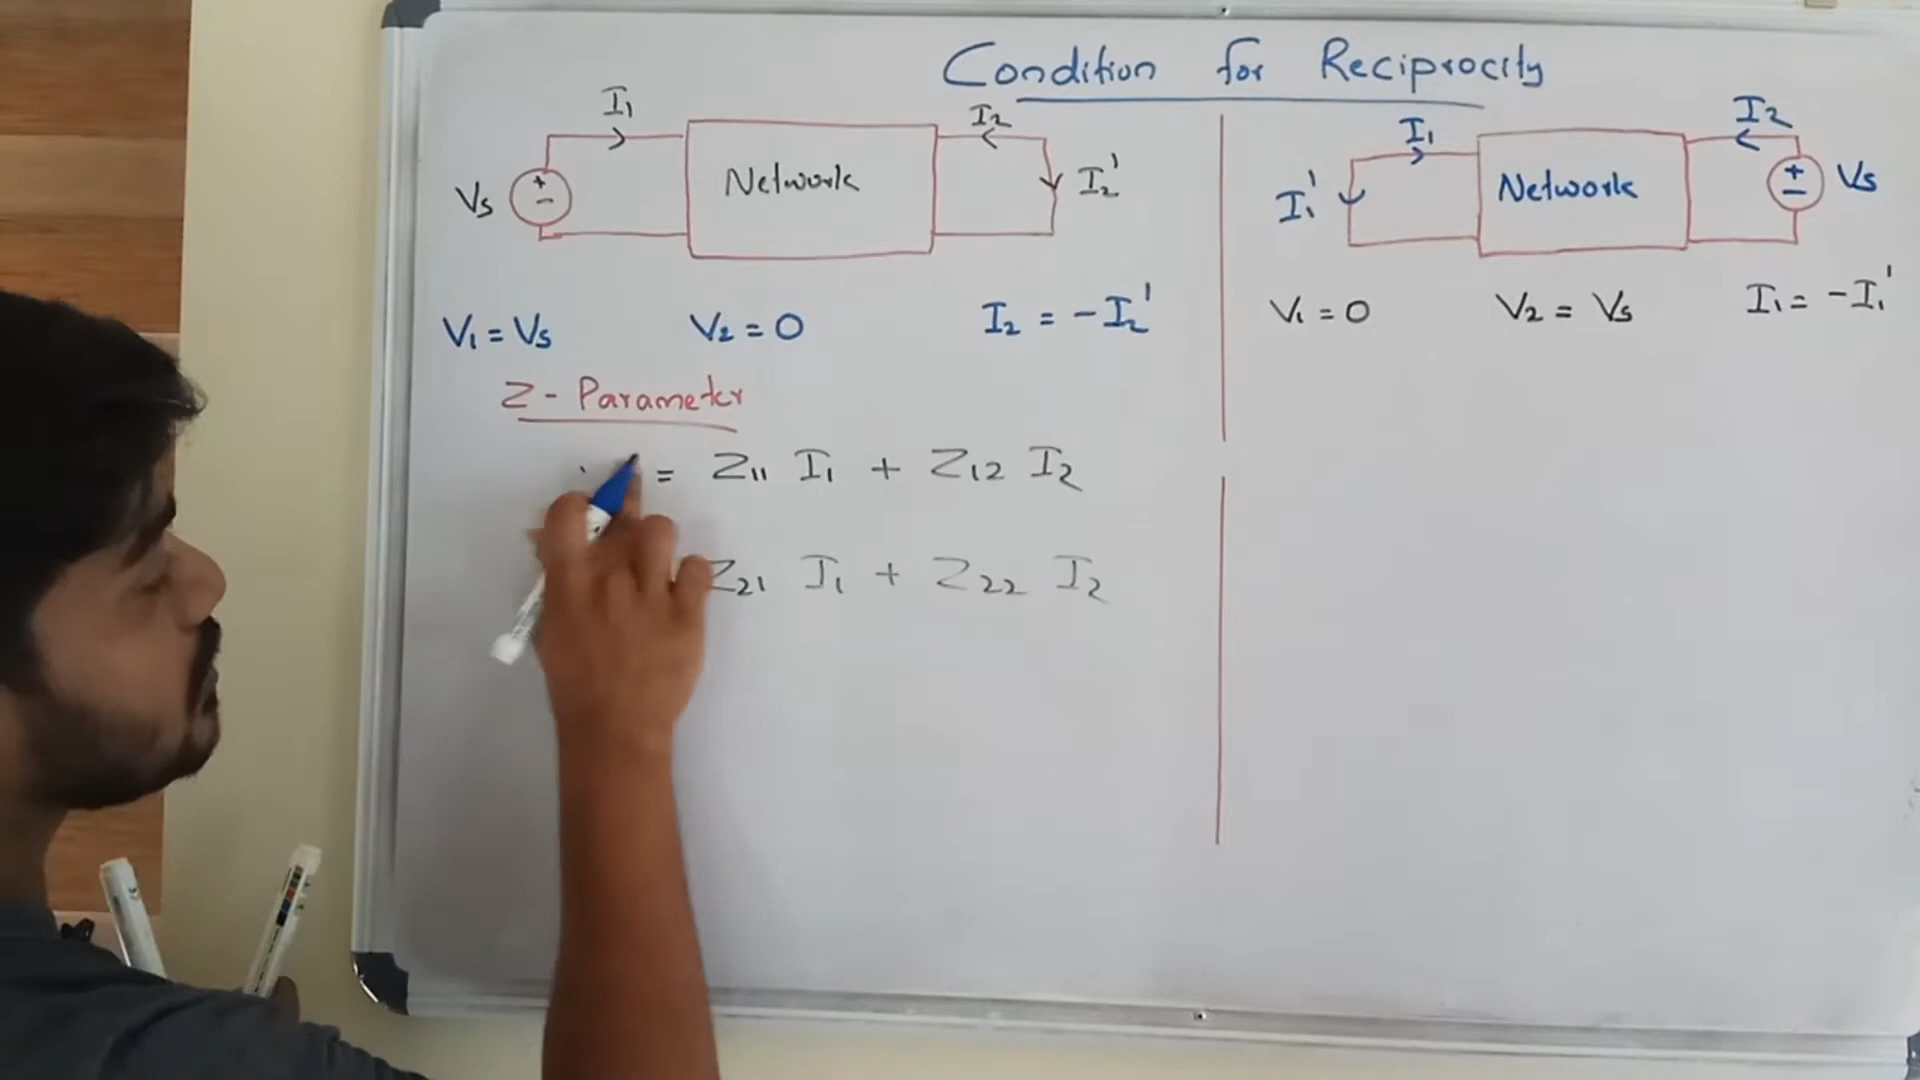 Condition for Reciprocity
I₁
I₂
Vs
+
-
Network
I₂'
V₁ = Vs V₂ = 0 I₂ = - I₂'
Z - Parameter
= Z₁₁ I₁ + Z₁₂ I₂
Z₂₁ I₁ + Z₂₂ I₂
I₁
I₂
I₁'
Network
+
-
Vs
V₁ = 0 V₂ = Vs I₁ = - I₁'